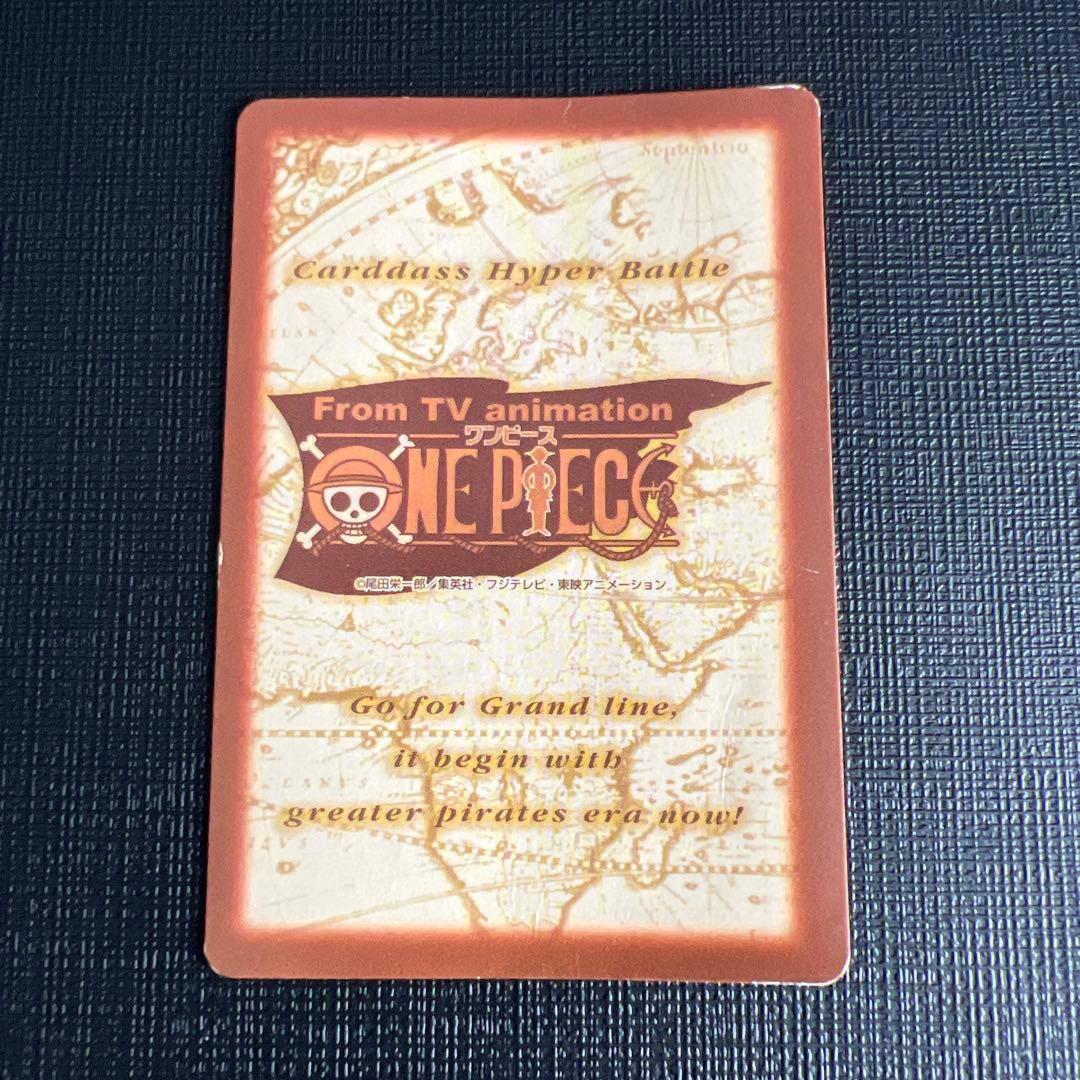 Septentrio
Carddass Hyper Battle
From TV animation
ワンピース
ONE PIECE
©尾田栄一郎／集英社・フジテレビ・東映アニメーション
Go for Grand line,
it begin with
greater pirates era now!